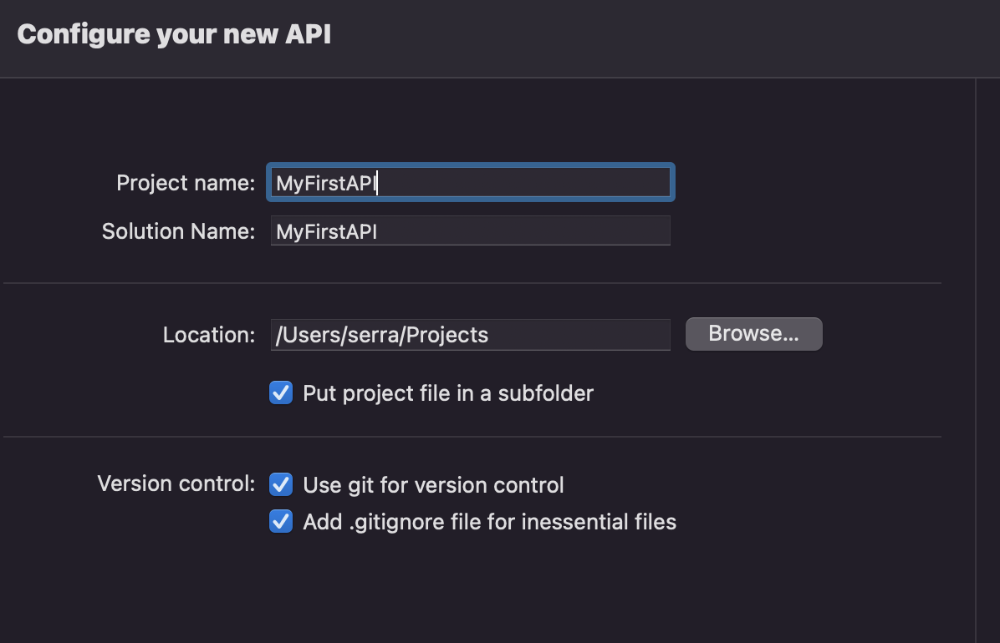 Configure your new API
Project name: MyFirstAPI
Solution Name: MyFirstAPI
Location: /Users/serra/Projects Browse...
Put project file in a subfolder
Version control: Use git for version control
Add .gitignore file for inessential files